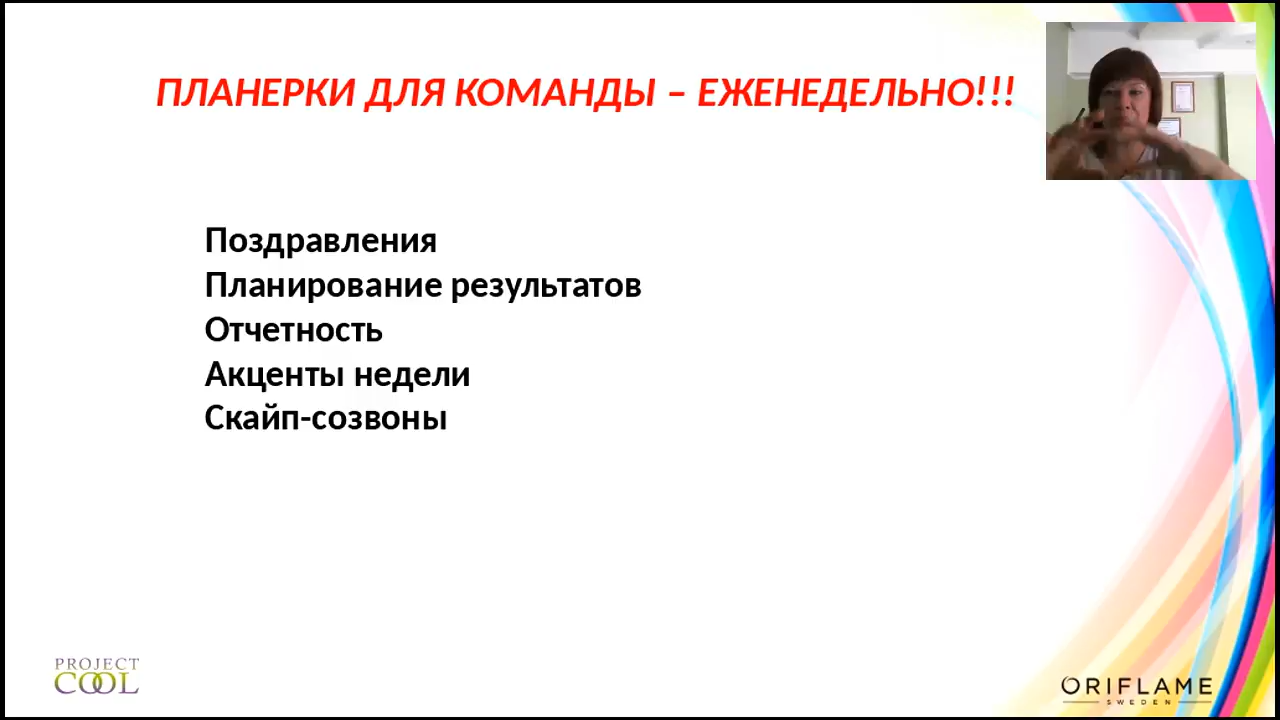 ПЛАНЕРКИ ДЛЯ КОМАНДЫ – ЕЖЕНЕДЕЛЬНО!!!
Поздравления
Планирование результатов
Отчетность
Акценты недели
Скайп-созвоны
PROJECT
COOL
ORIFLAME
SWEDEN